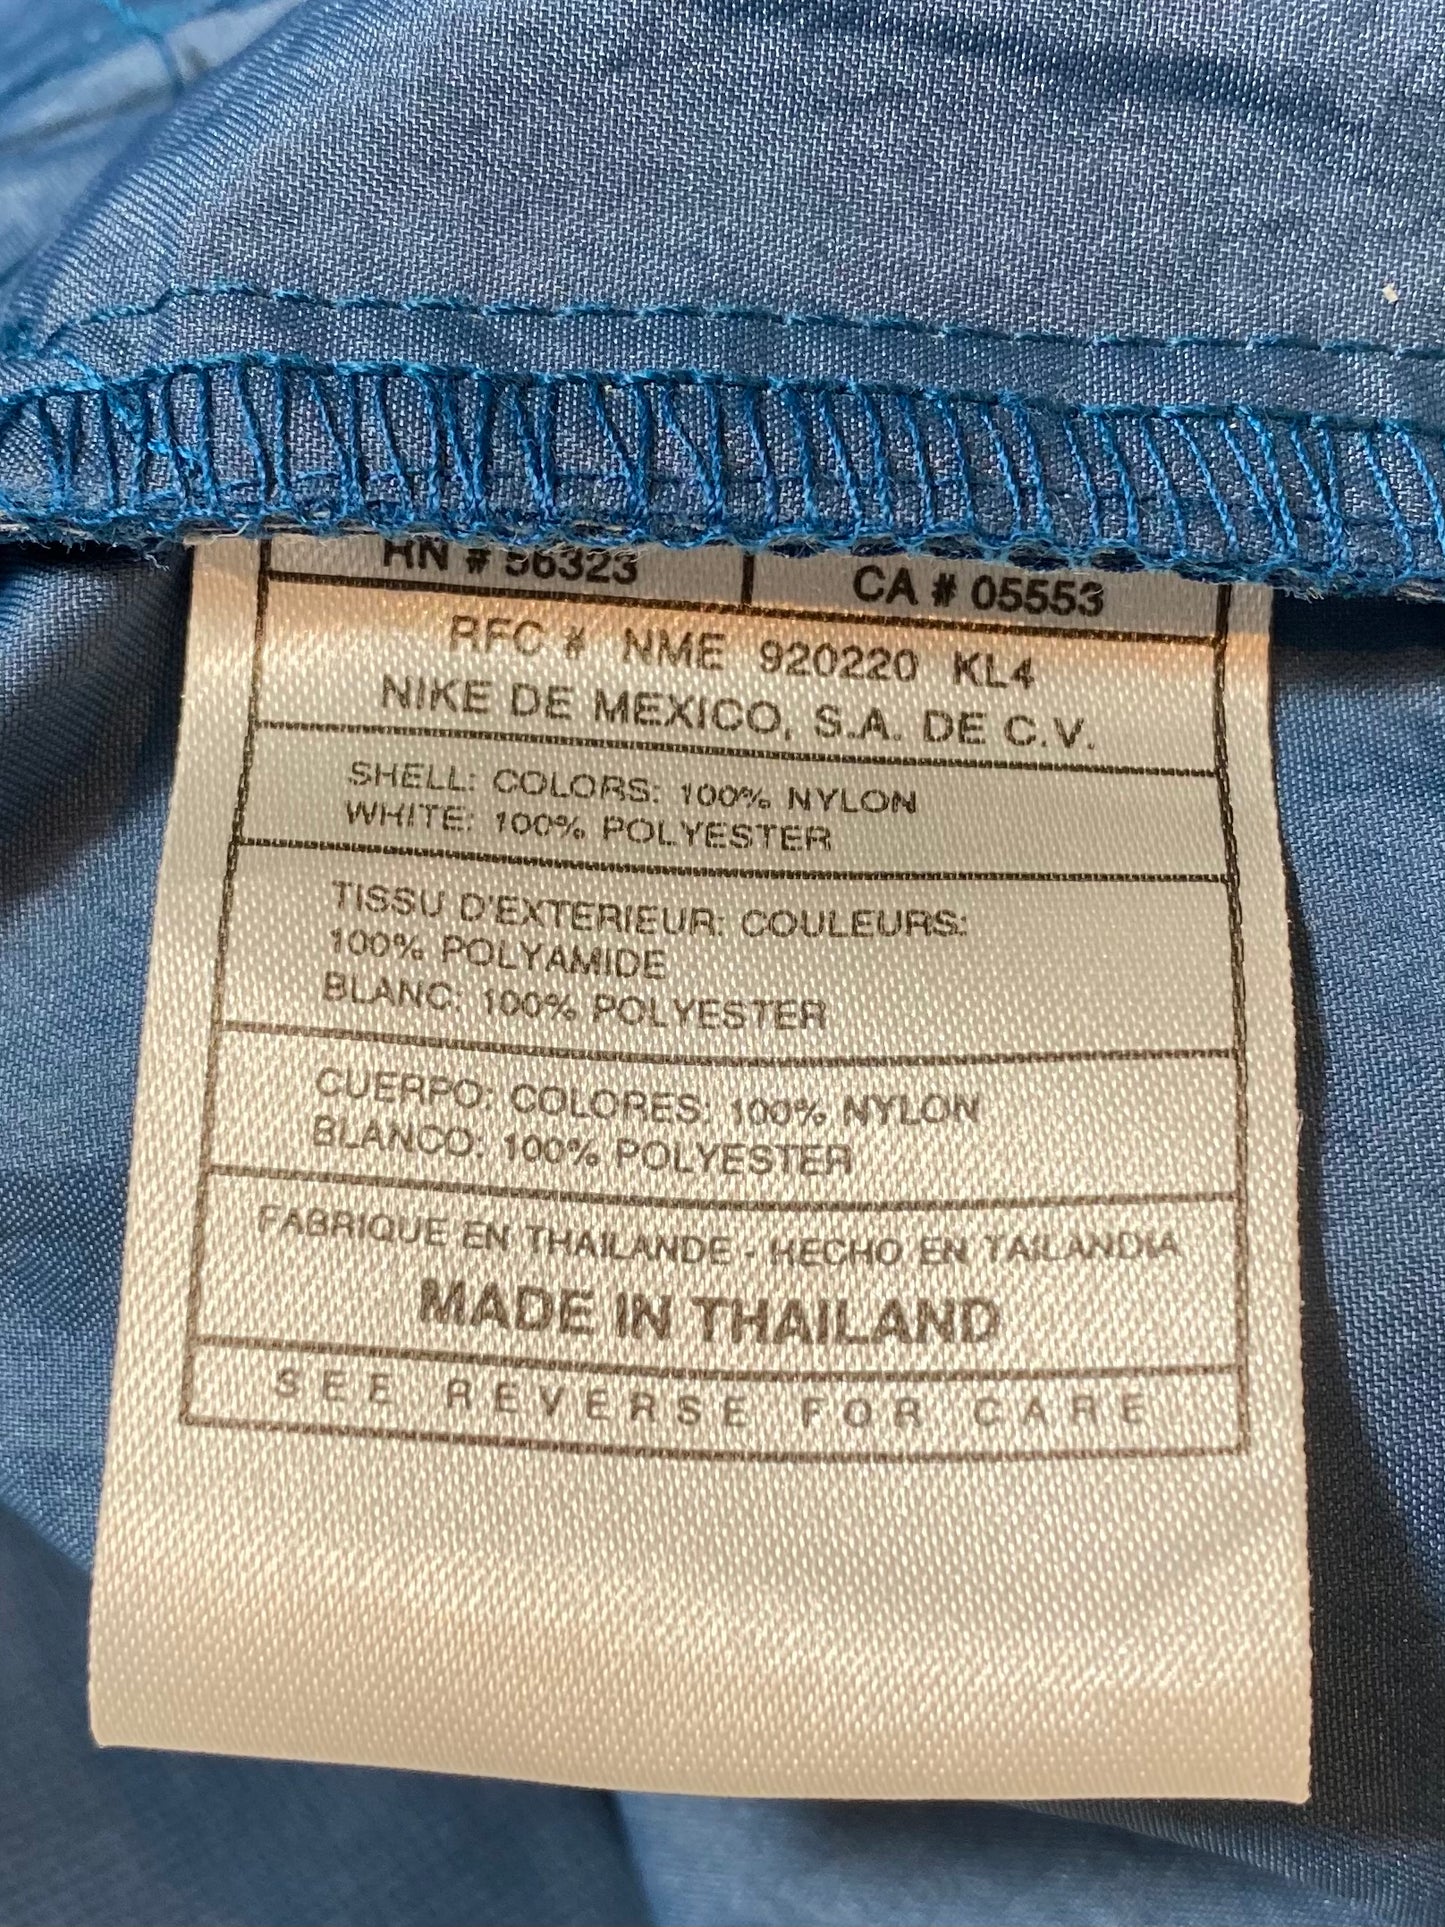 RN # 56323
CA # 05553
RFC # NME 920220 KL4
NIKE DE MEXICO, S.A. DE C.V.
SHELL: COLORS: 100% NYLON
WHITE: 100% POLYESTER
TISSU D'EXTERIEUR: COULEURS:
100% POLYAMIDE
BLANC: 100% POLYESTER
CUERPO: COLORES: 100% NYLON
BLANCO: 100% POLYESTER
FABRIQUE EN THAILANDE - HECHO EN TAILANDIA
MADE IN THAILAND
SEE REVERSE FOR CARE